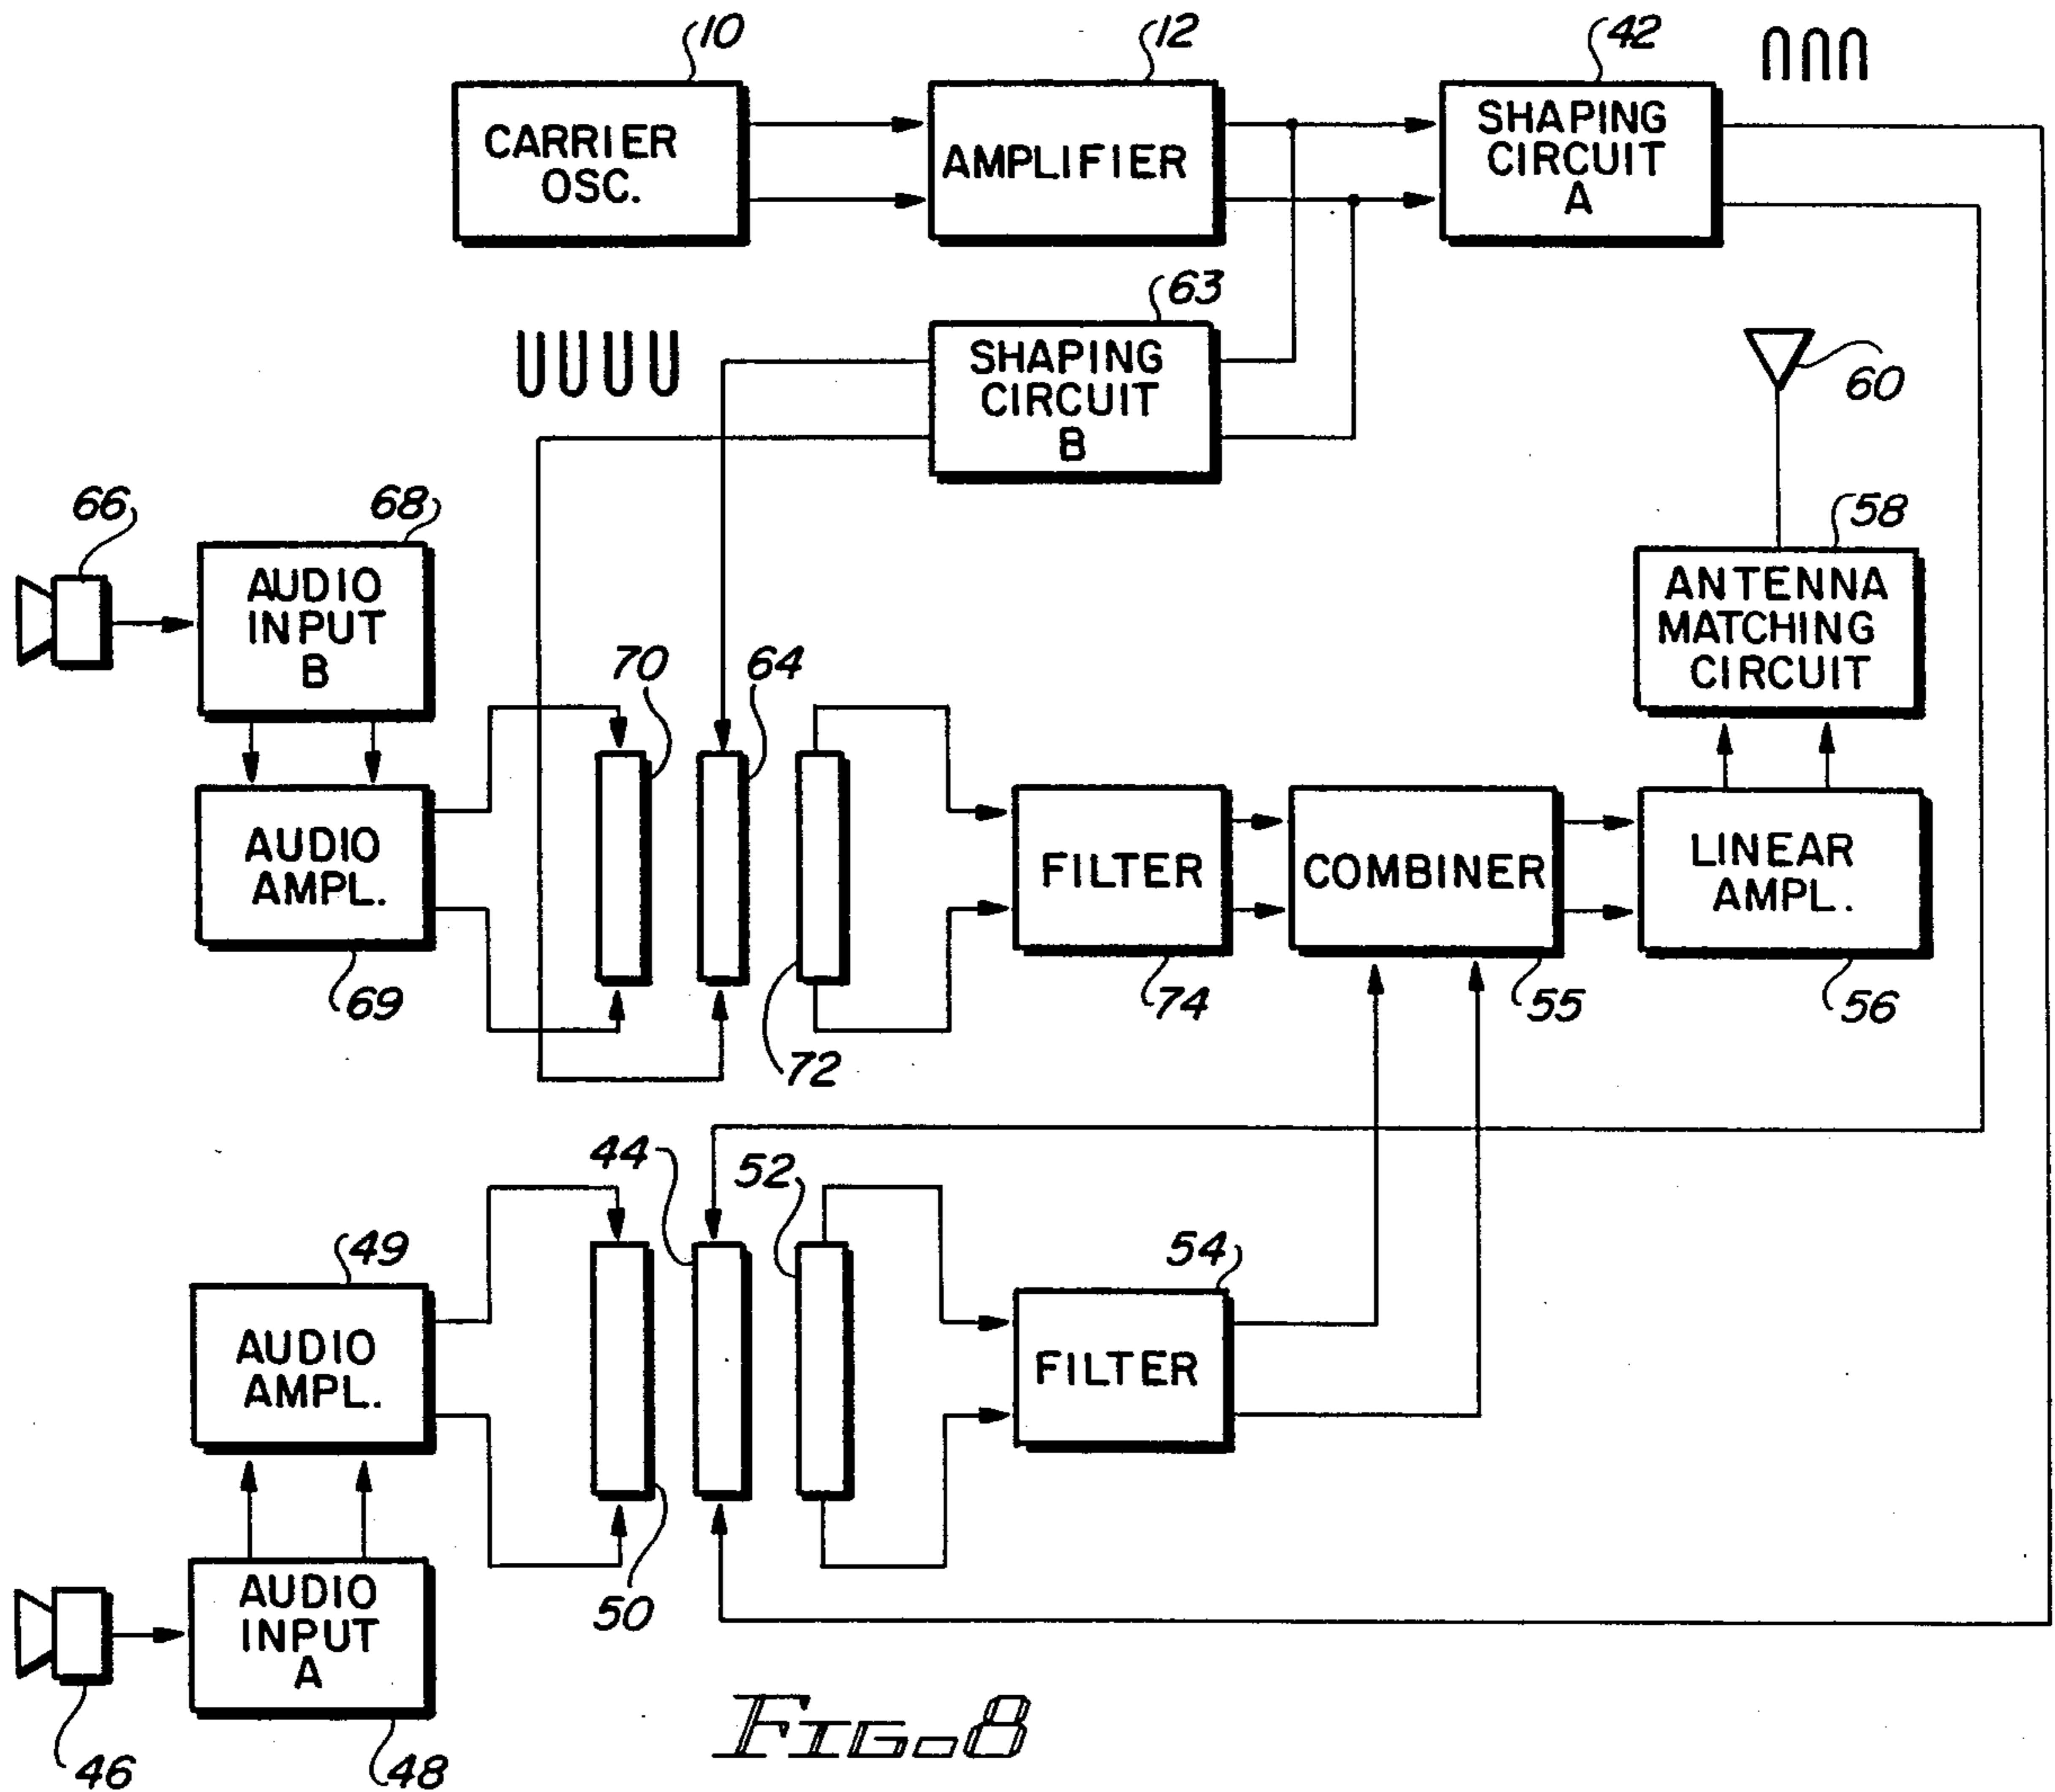 10
12
42
CARRIER
OSC.
AMPLIFIER
SHAPING
CIRCUIT
A
63
SHAPING
CIRCUIT
B
60
66
68
AUDIO
INPUT
B
58
ANTENNA
MATCHING
CIRCUIT
70
64
AUDIO
AMPL.
69
72
FILTER
74
COMBINER
55
LINEAR
AMPL.
56
44
52
49
AUDIO
AMPL.
54
FILTER
50
AUDIO
INPUT
A
46
48
FIG-8